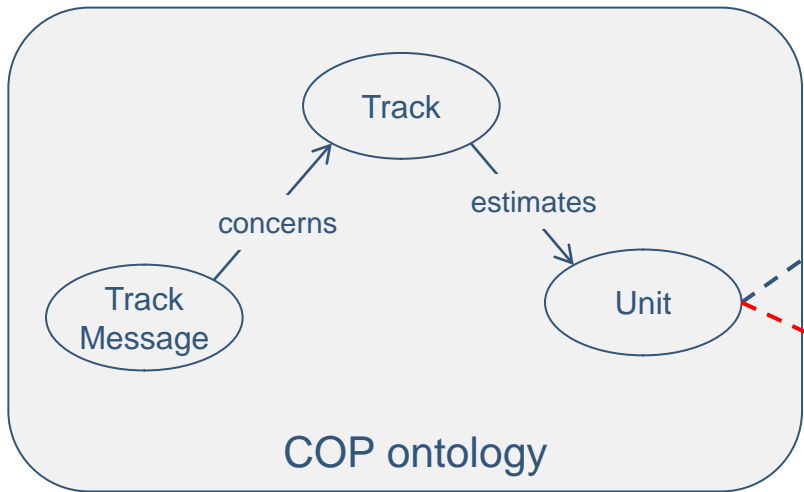 Track
concerns
estimates
Track
Message
Unit
COP ontology